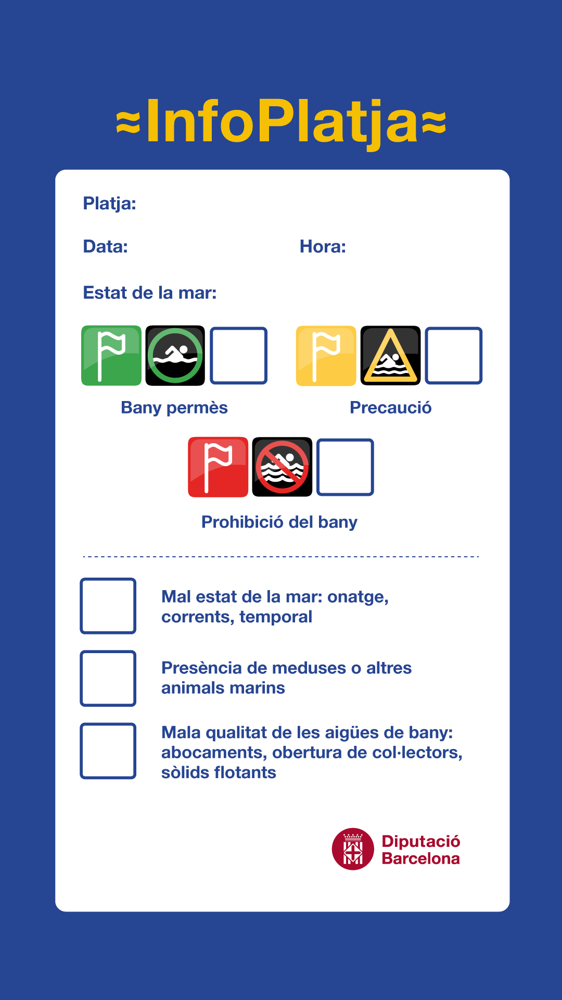 ≈InfoPlatja≈
Platja:
Data: Hora:
Estat de la mar:
Bany permès Precaució
Prohibició del bany
Mal estat de la mar: onatge,
corrents, temporal
Presència de meduses o altres
animals marins
Mala qualitat de les aigües de bany:
abocaments, obertura de col·lectors,
sòlids flotants
Diputació
Barcelona